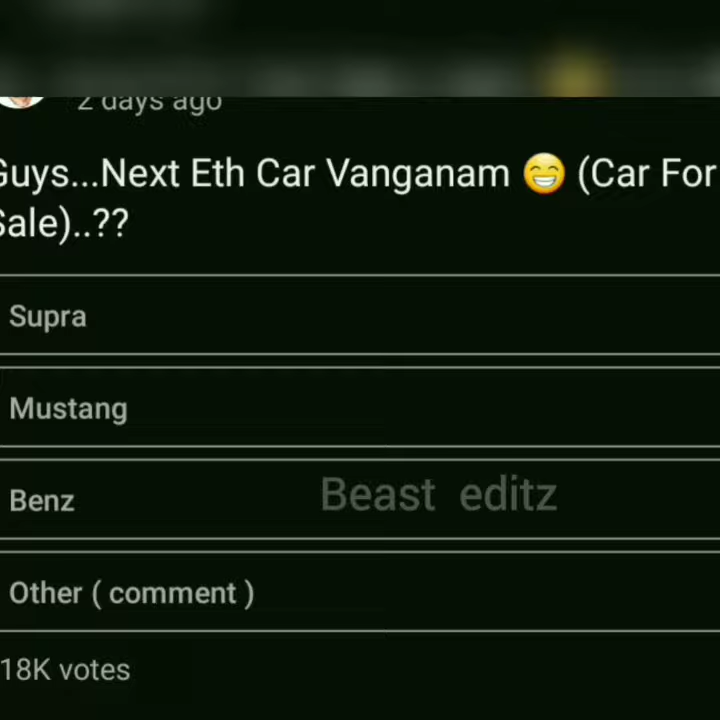 2 days ago
Guys...Next Eth Car Vanganam 😁 (Car For
Sale)..??
Supra
Mustang
Benz
Beast editz
Other ( comment )
18K votes